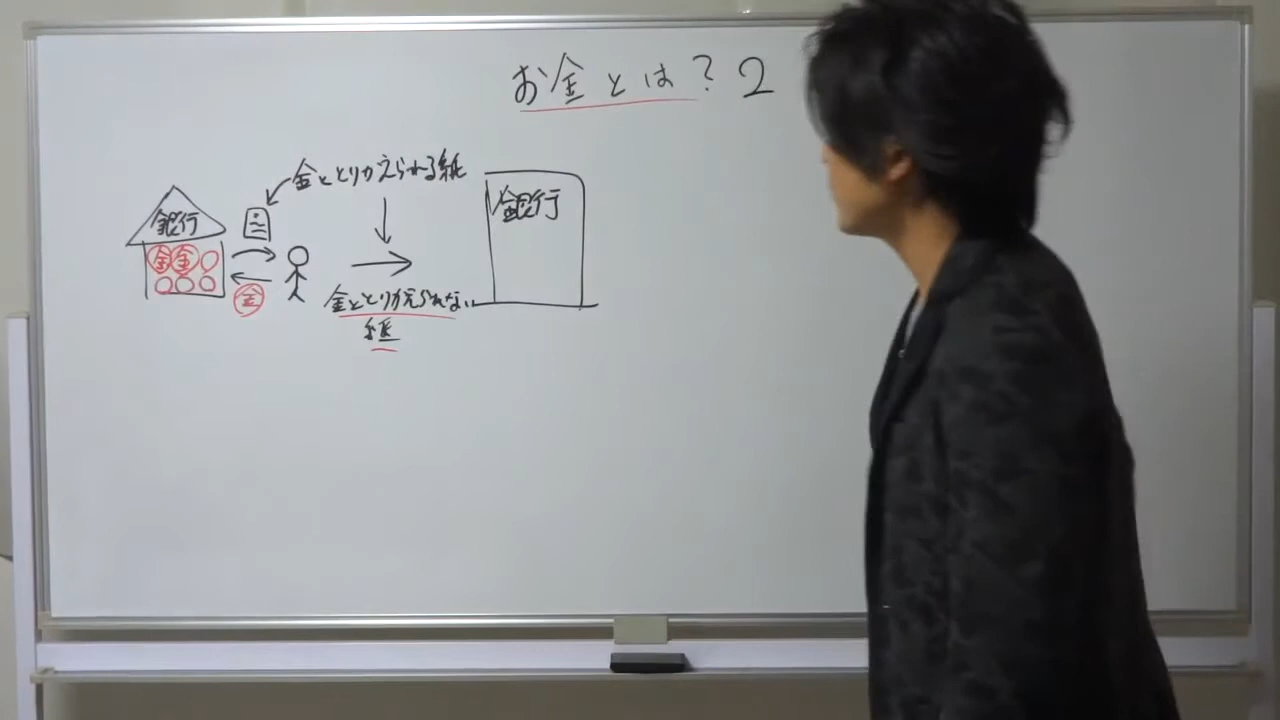 お金とは？2
金ととりかえられる紙
銀行
銀行
金 金
金
金ととりかえられない
紙